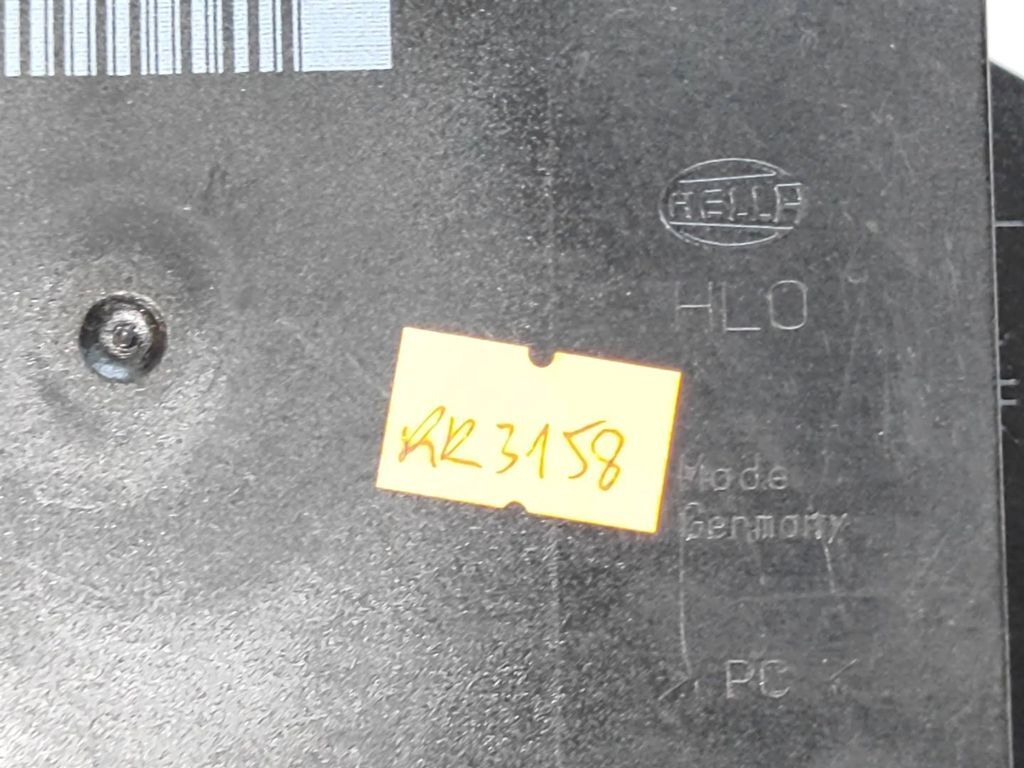 HELLA
HLO
RR3158
Made
Germany
> PC <